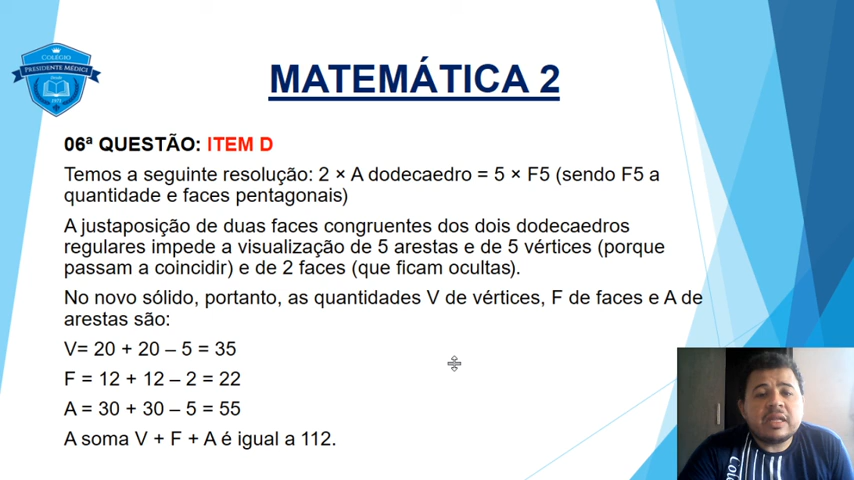 COLÉGIO
PRESIDENTE MÉDICI
MATEMÁTICA 2
06ª QUESTÃO: ITEM D
Temos a seguinte resolução: 2 × A dodecaedro = 5 × F5 (sendo F5 a
quantidade e faces pentagonais)
A justaposição de duas faces congruentes dos dois dodecaedros
regulares impede a visualização de 5 arestas e de 5 vértices (porque
passam a coincidir) e de 2 faces (que ficam ocultas).
No novo sólido, portanto, as quantidades V de vértices, F de faces e A de
arestas são:
V= 20 + 20 – 5 = 35
F = 12 + 12 – 2 = 22
A = 30 + 30 – 5 = 55
A soma V + F + A é igual a 112.